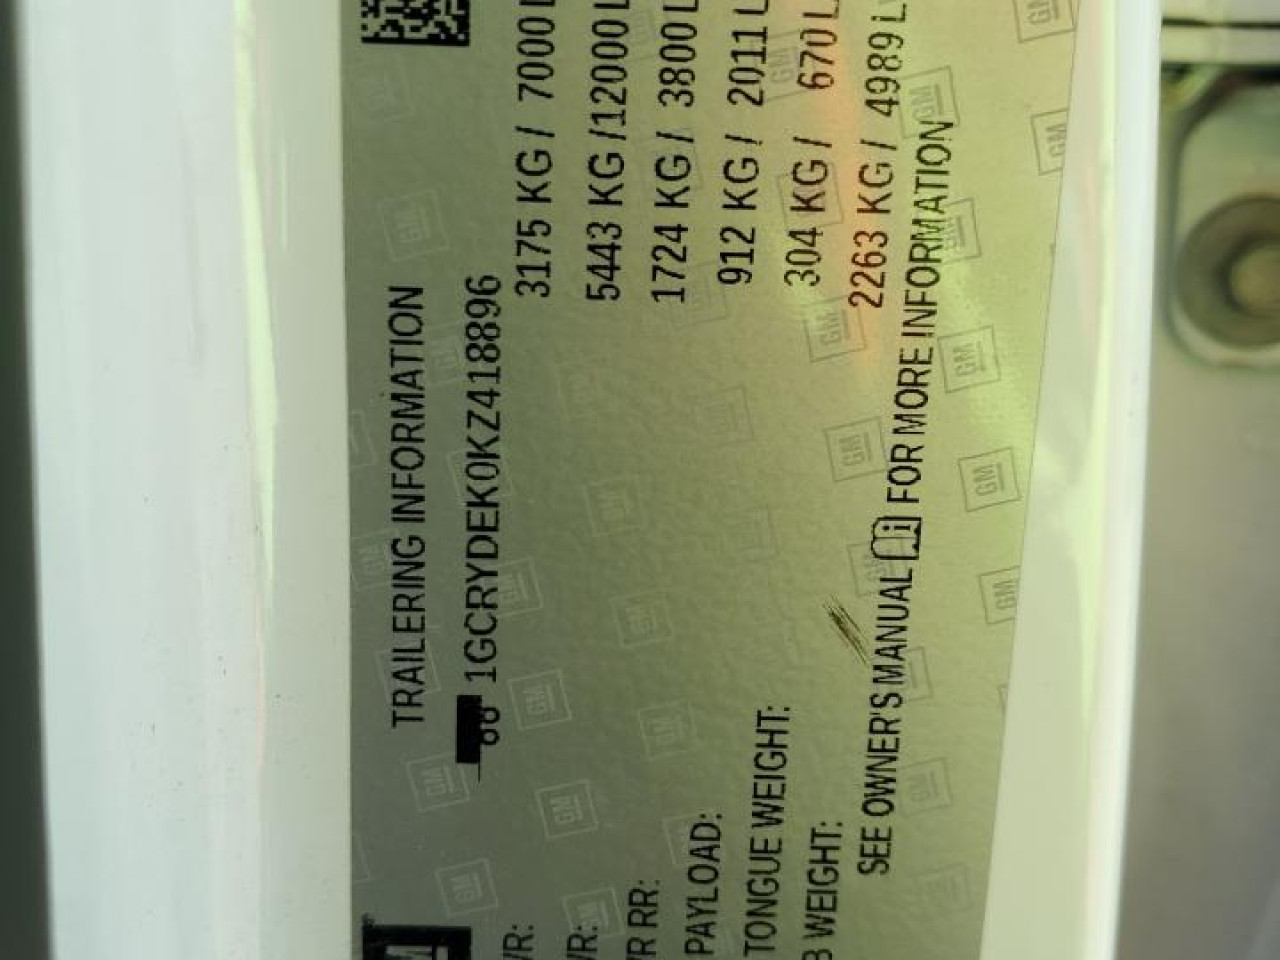 TRAILERING INFORMATION
1GCRYDEK0KZ418896
VR: 3175 KG / 7000 L
VR: 5443 KG /12000 L
VR RR: 1724 KG / 3800 L
PAYLOAD: 912 KG / 2011 L
TONGUE WEIGHT: 304 KG / 670 L
B WEIGHT: 2263 KG / 4989 L
SEE OWNER'S MANUAL FOR MORE INFORMATION